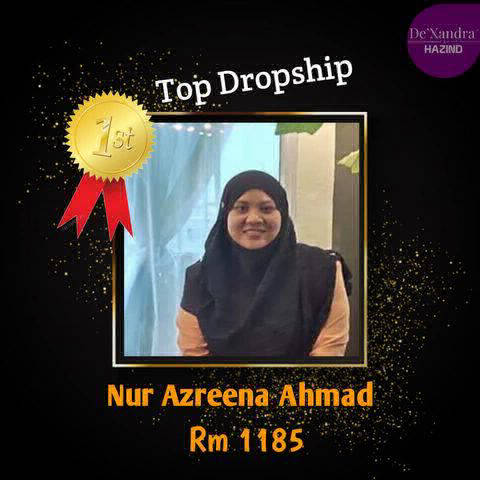 De'Xandra
HAZIND
Top Dropship
1st
Nur Azreena Ahmad
Rm 1185